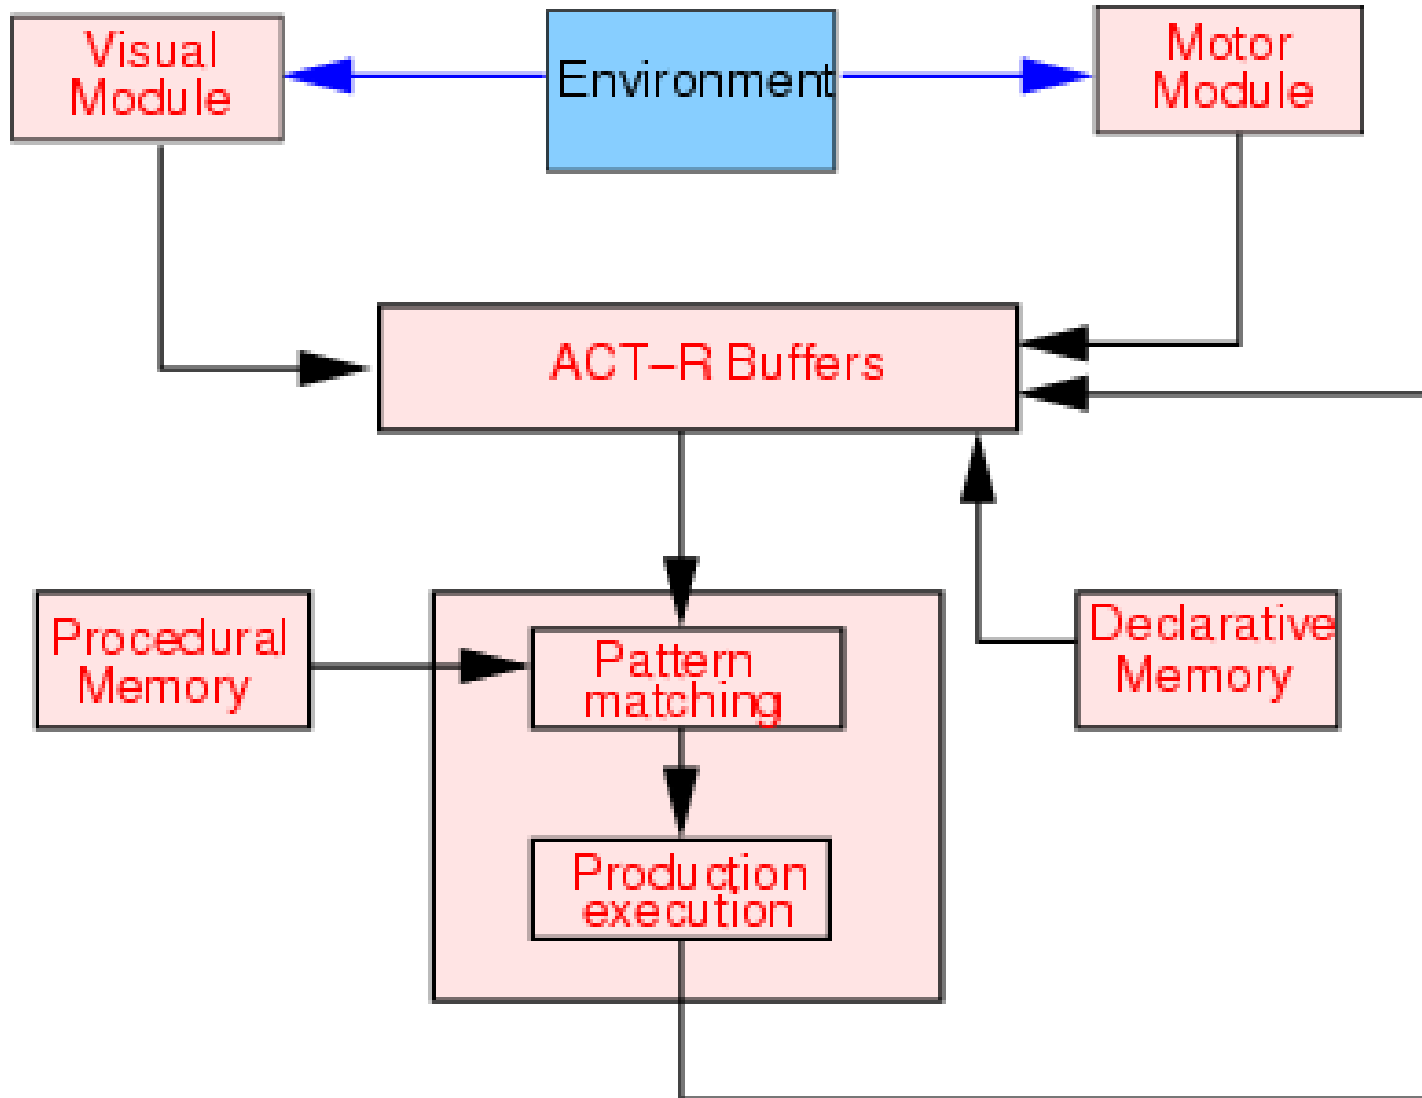 Visual
Module
Environment
Motor
Module
ACT–R Buffers
Procedural
Memory
Pattern
matching
Declarative
Memory
Production
execution